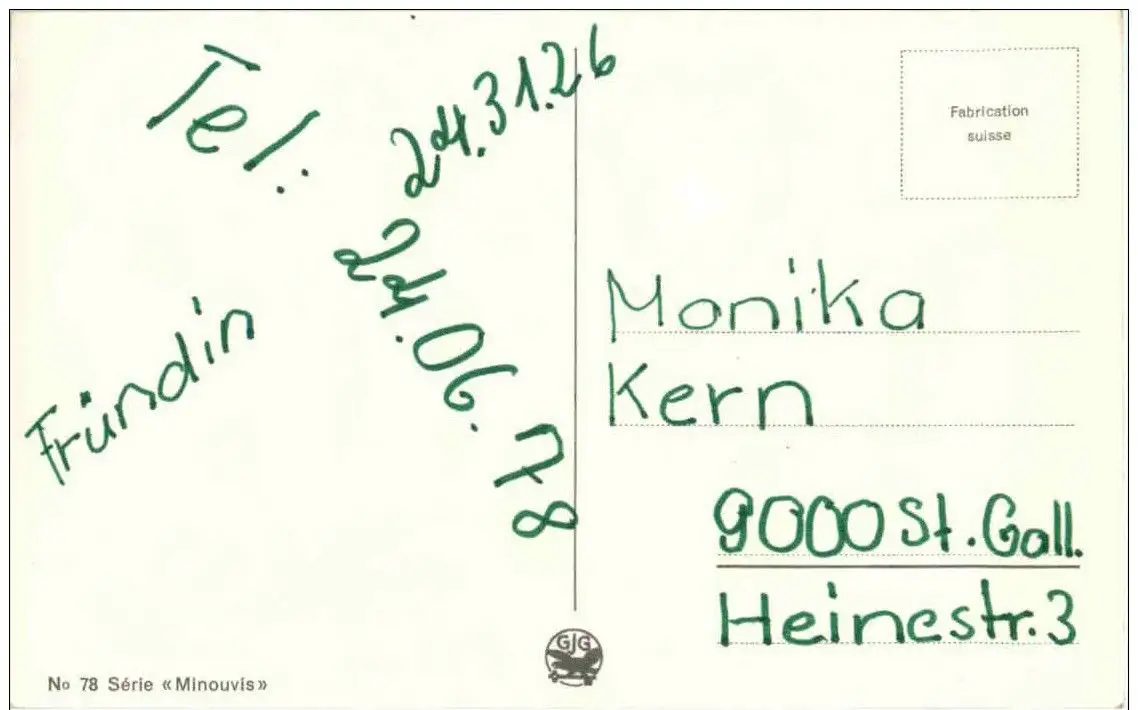 Tel:
24.31.26
24.06.78
Fründin
Fabrication
suisse
Monika
Kern
9000 St. Gall.
Heinestr. 3
GJG
No 78 Série «Minouvis»